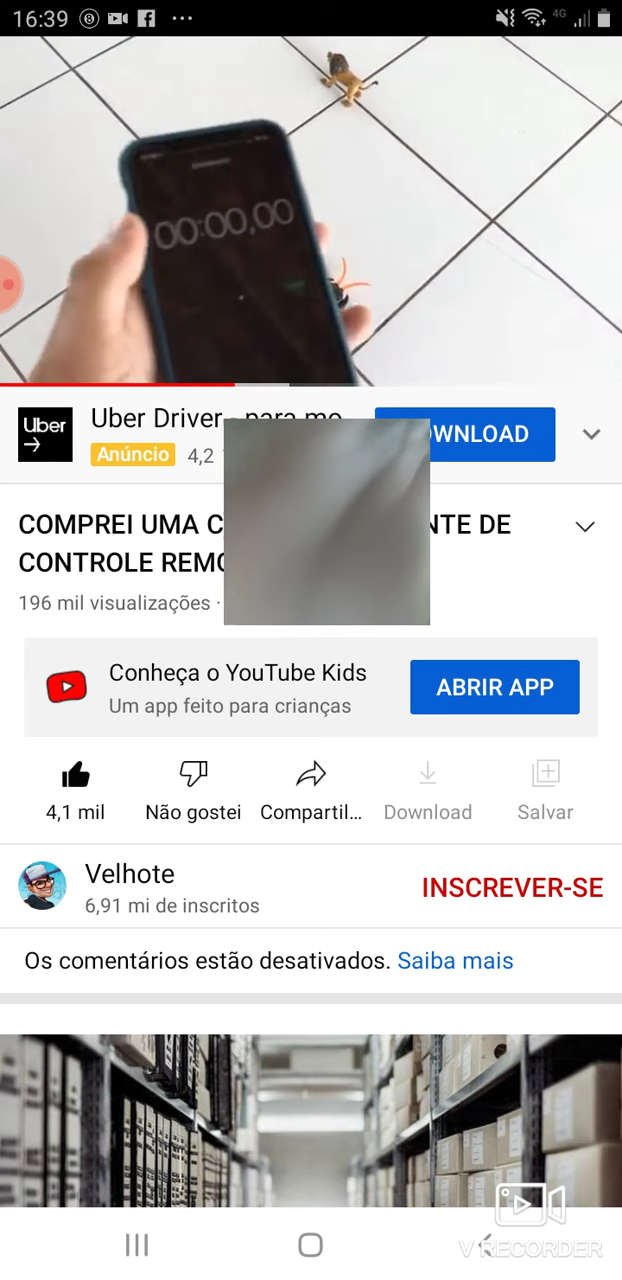 16:39
4G
00:00,00
Uber
Uber Driver - para mo
DOWNLOAD
Anúncio
4,2
COMPREI UMA C
NTE DE
CONTROLE REMO
196 mil visualizações ·
Conheça o YouTube Kids
Um app feito para crianças
ABRIR APP
4,1 mil
Não gostei
Compartil...
Download
Salvar
Velhote
6,91 mi de inscritos
INSCREVER-SE
Os comentários estão desativados. Saiba mais
V RECORDER